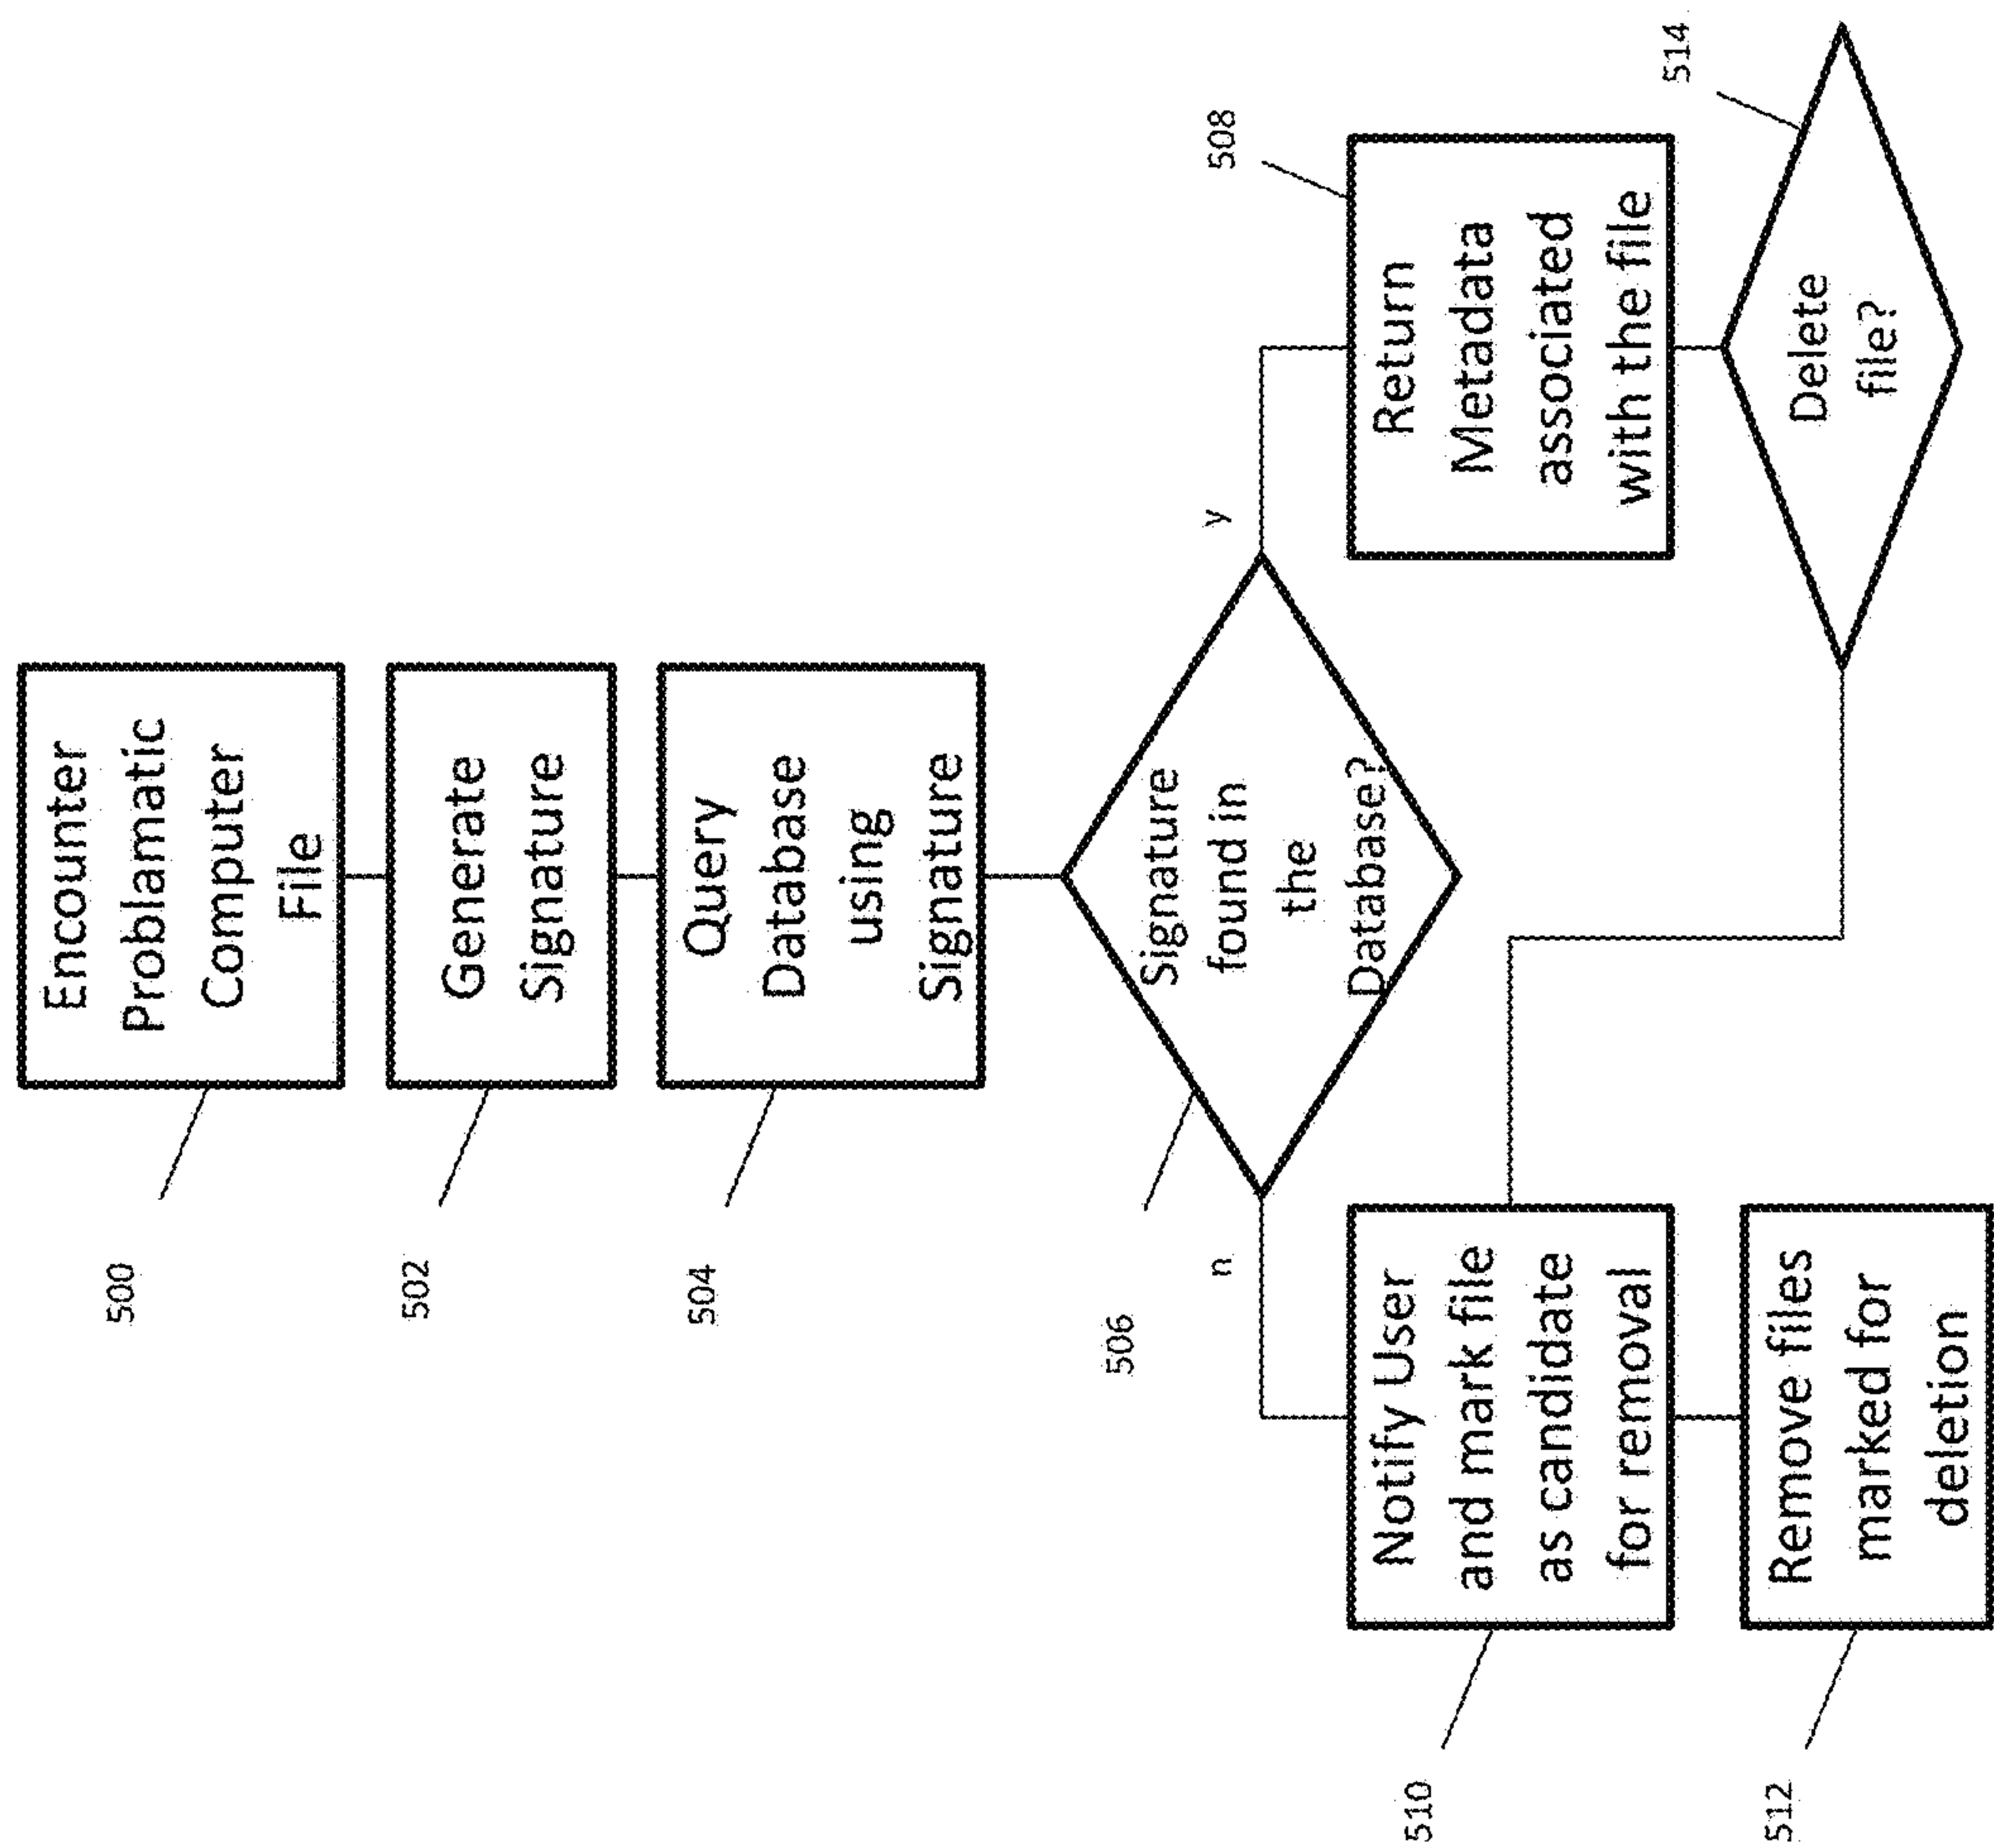 Encounter
Problamatic
Computer
File
500
Generate
Signature
502
Query
Database
using
Signature
504
Signature
found in
the
Database?
506
n
y
Return
Metadata
associated
with the file
508
Notify User
and mark file
as candidate
for removal
510
Delete
file?
514
Remove files
marked for
deletion
512